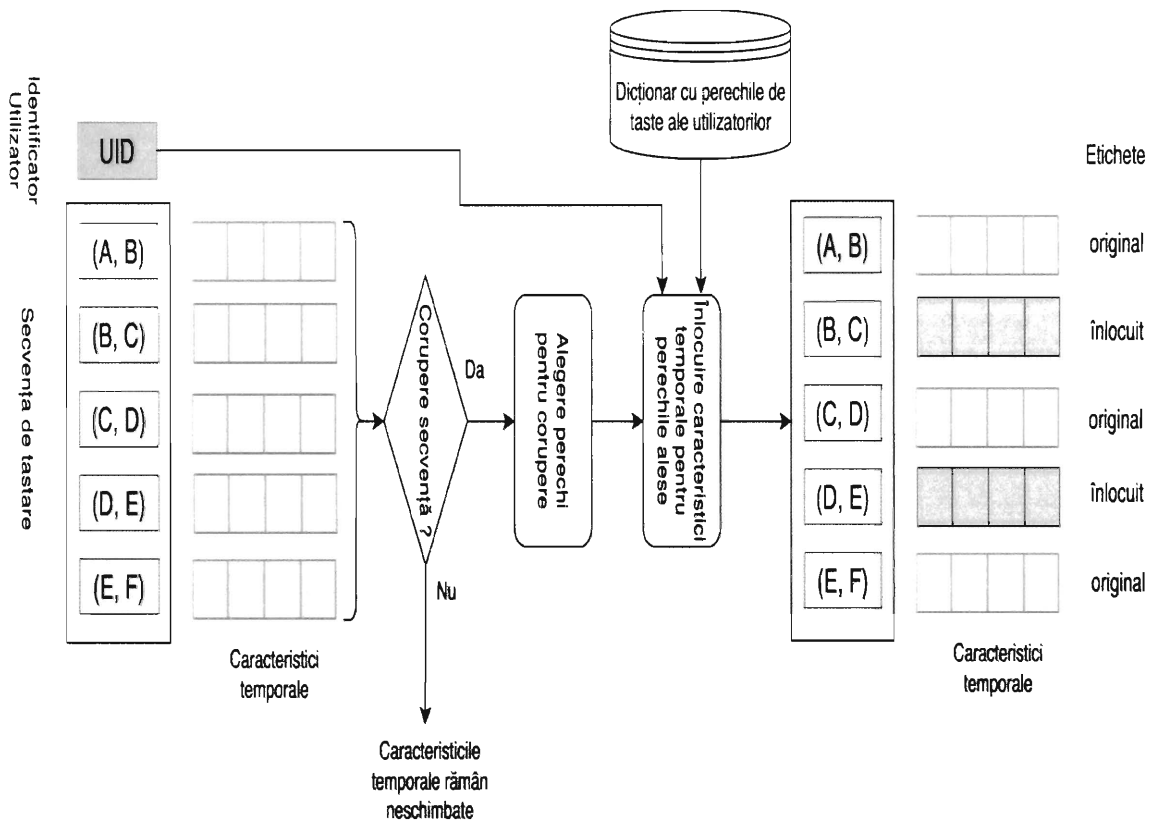 Dicționar cu perechile de
taste ale utilizatorilor
Identificator
Utilizator
UID
Etichete
Secvența de tastare
(A, B)
(B, C)
(C, D)
(D, E)
(E, F)
Caracteristici
temporale
Corupere secvență ?
Da
Nu
Caracteristicile
temporale rămân
neschimbate
Alegere perechi
pentru corupere
Înlocuire caracteristici
temporale pentru
perechile alese
(A, B)
original
(B, C)
înlocuit
(C, D)
original
(D, E)
înlocuit
(E, F)
original
Caracteristici
temporale